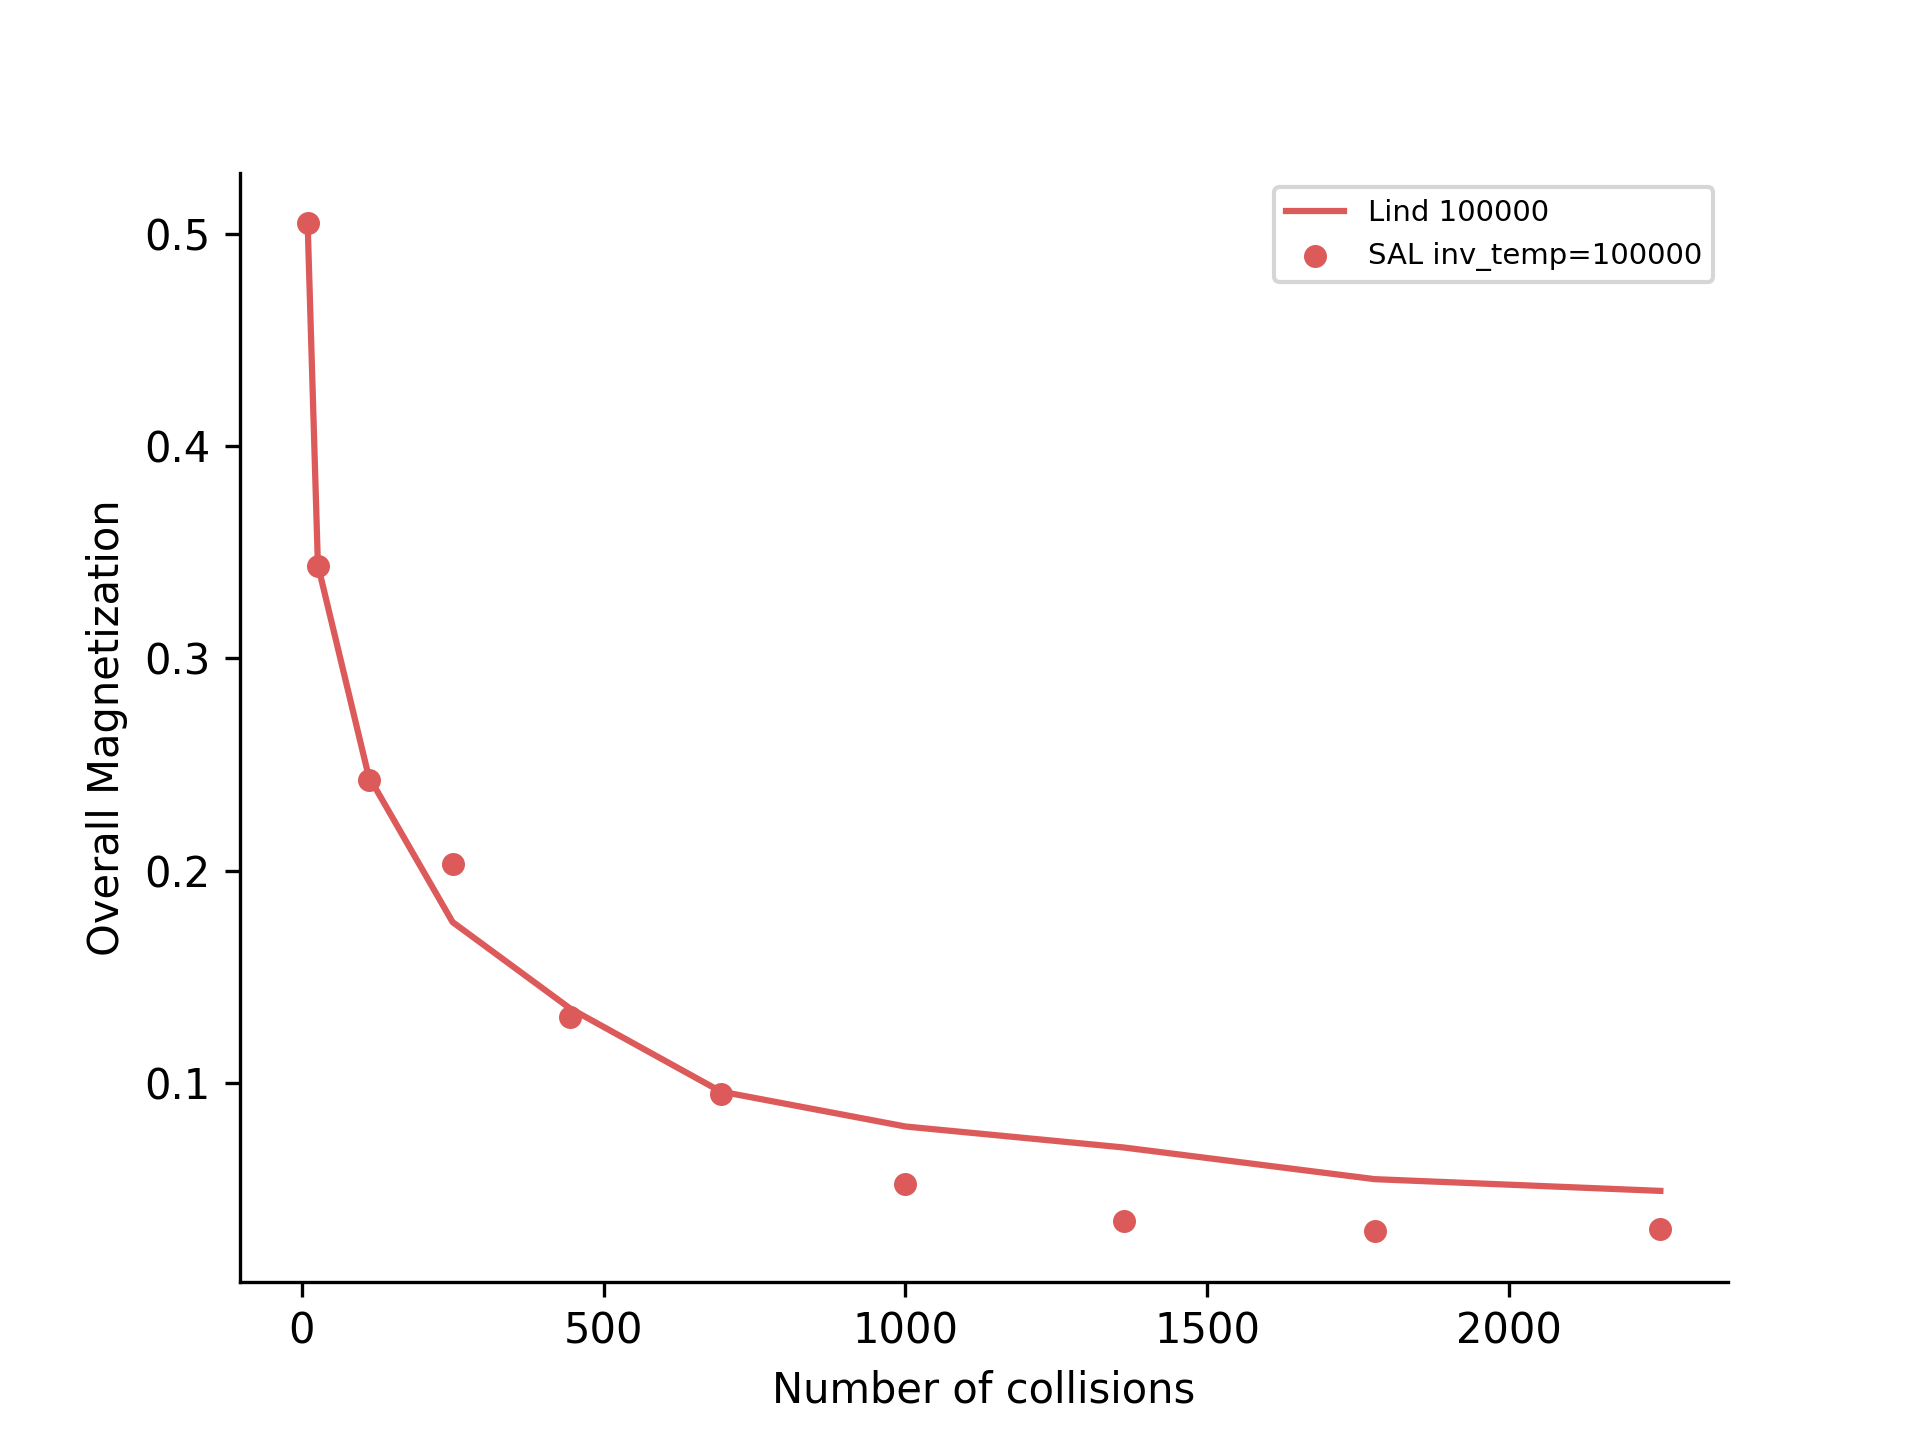 Lind 100000
SAL inv_temp=100000
0.5
0.4
0.3
0.2
0.1
Overall Magnetization
0 500 1000 1500 2000
Number of collisions